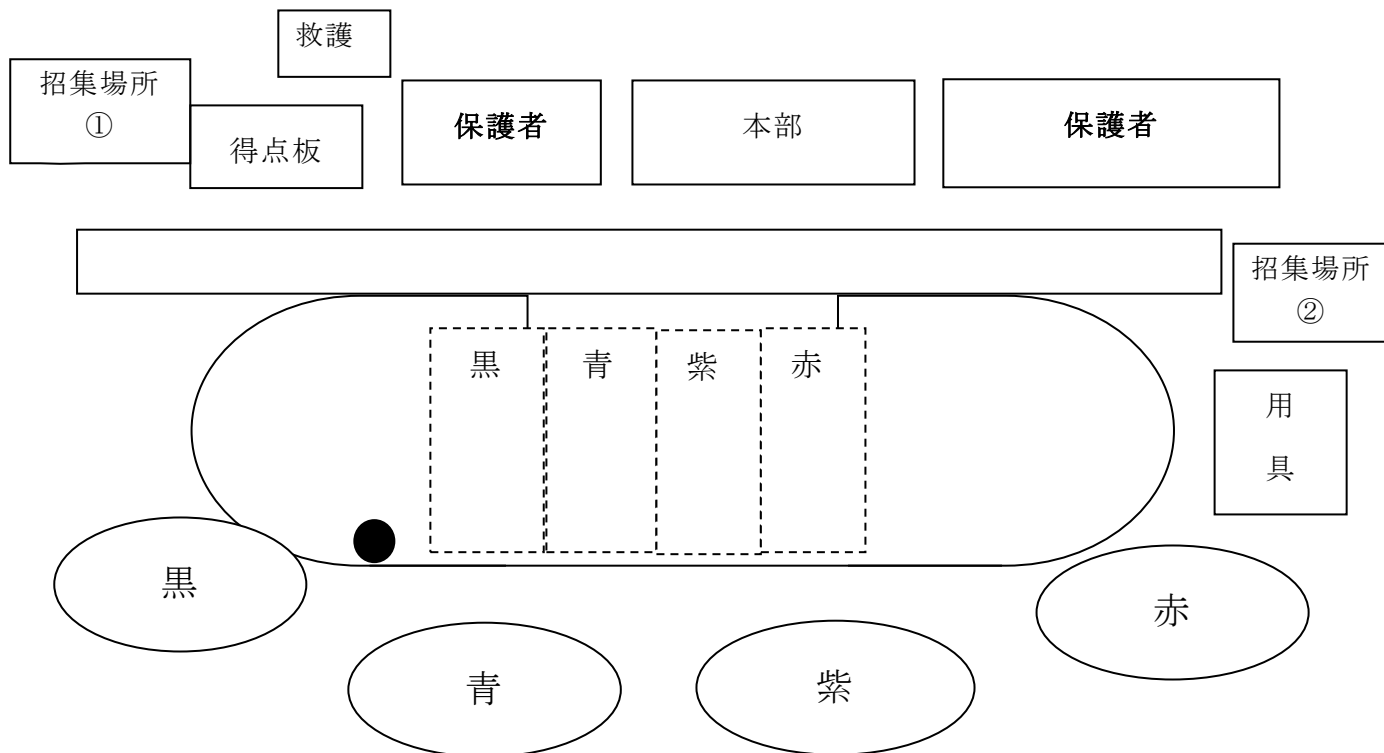 救護
招集場所
①
得点板
保護者
本部
保護者
招集場所
②
黒
青
紫
赤
用
具
黒
青
紫
赤